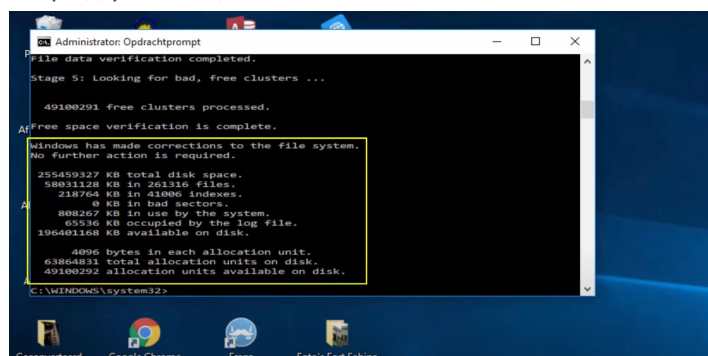 Administrator: Opdrachtprompt
File data verification completed.
Stage 5: Looking for bad, free clusters ...
49100291 free clusters processed.
Free space verification is complete.
Windows has made corrections to the file system.
No further action is required.
255459327 KB total disk space.
58031128 KB in 261316 files.
218764 KB in 41006 indexes.
0 KB in bad sectors.
808267 KB in use by the system.
65536 KB occupied by the log file.
196401168 KB available on disk.
4096 bytes in each allocation unit.
63864831 total allocation units on disk.
49100292 allocation units available on disk.
C:\WINDOWS\system32>